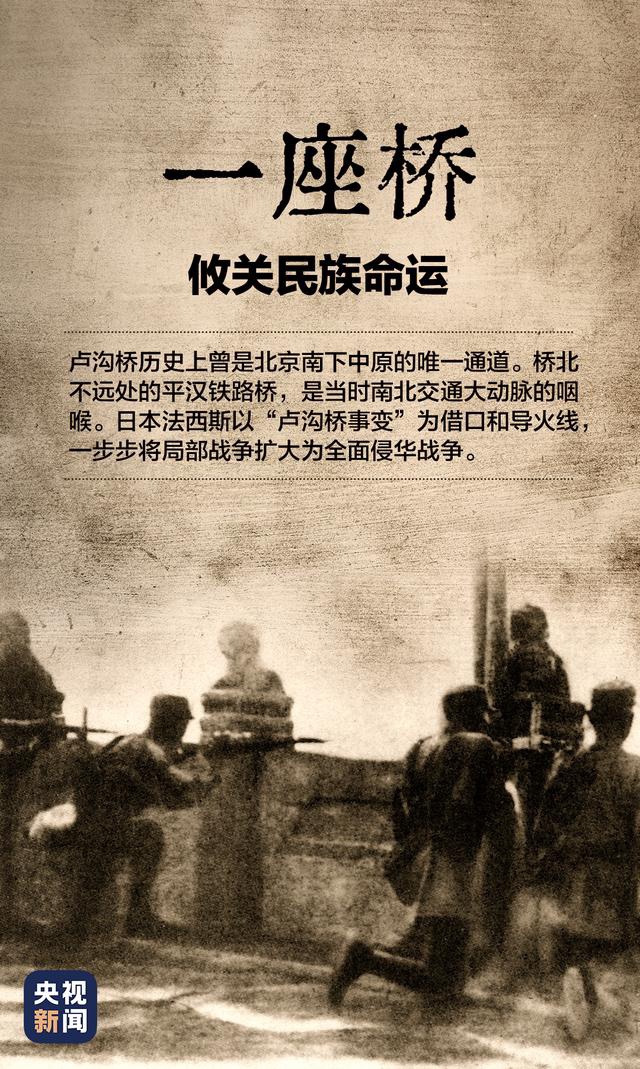 一座桥
攸关民族命运
卢沟桥历史上曾是北京南下中原的唯一通道。桥北
不远处的平汉铁路桥，是当时南北交通大动脉的咽
喉。日本法西斯以“卢沟桥事变”为借口和导火线，
一步步将局部战争扩大为全面侵华战争。
央视
新闻